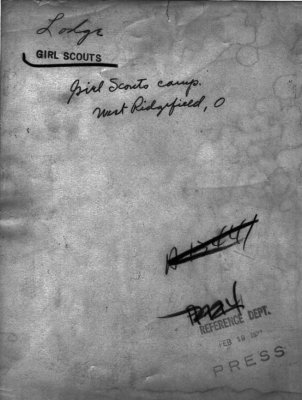 Lodge
GIRL SCOUTS
Girl Scouts camp.
West Ridgefield, O
REFERENCE DEPT.
FEB 19
PRESS